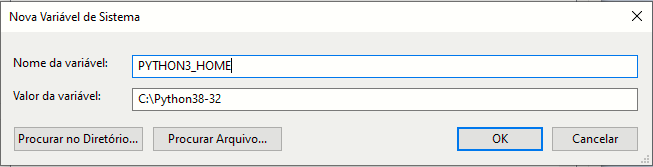 Nova Variável de Sistema
Nome da variável:
PYTHON3_HOME
Valor da variável:
C:\Python38-32
Procurar no Diretório...
Procurar Arquivo...
OK
Cancelar